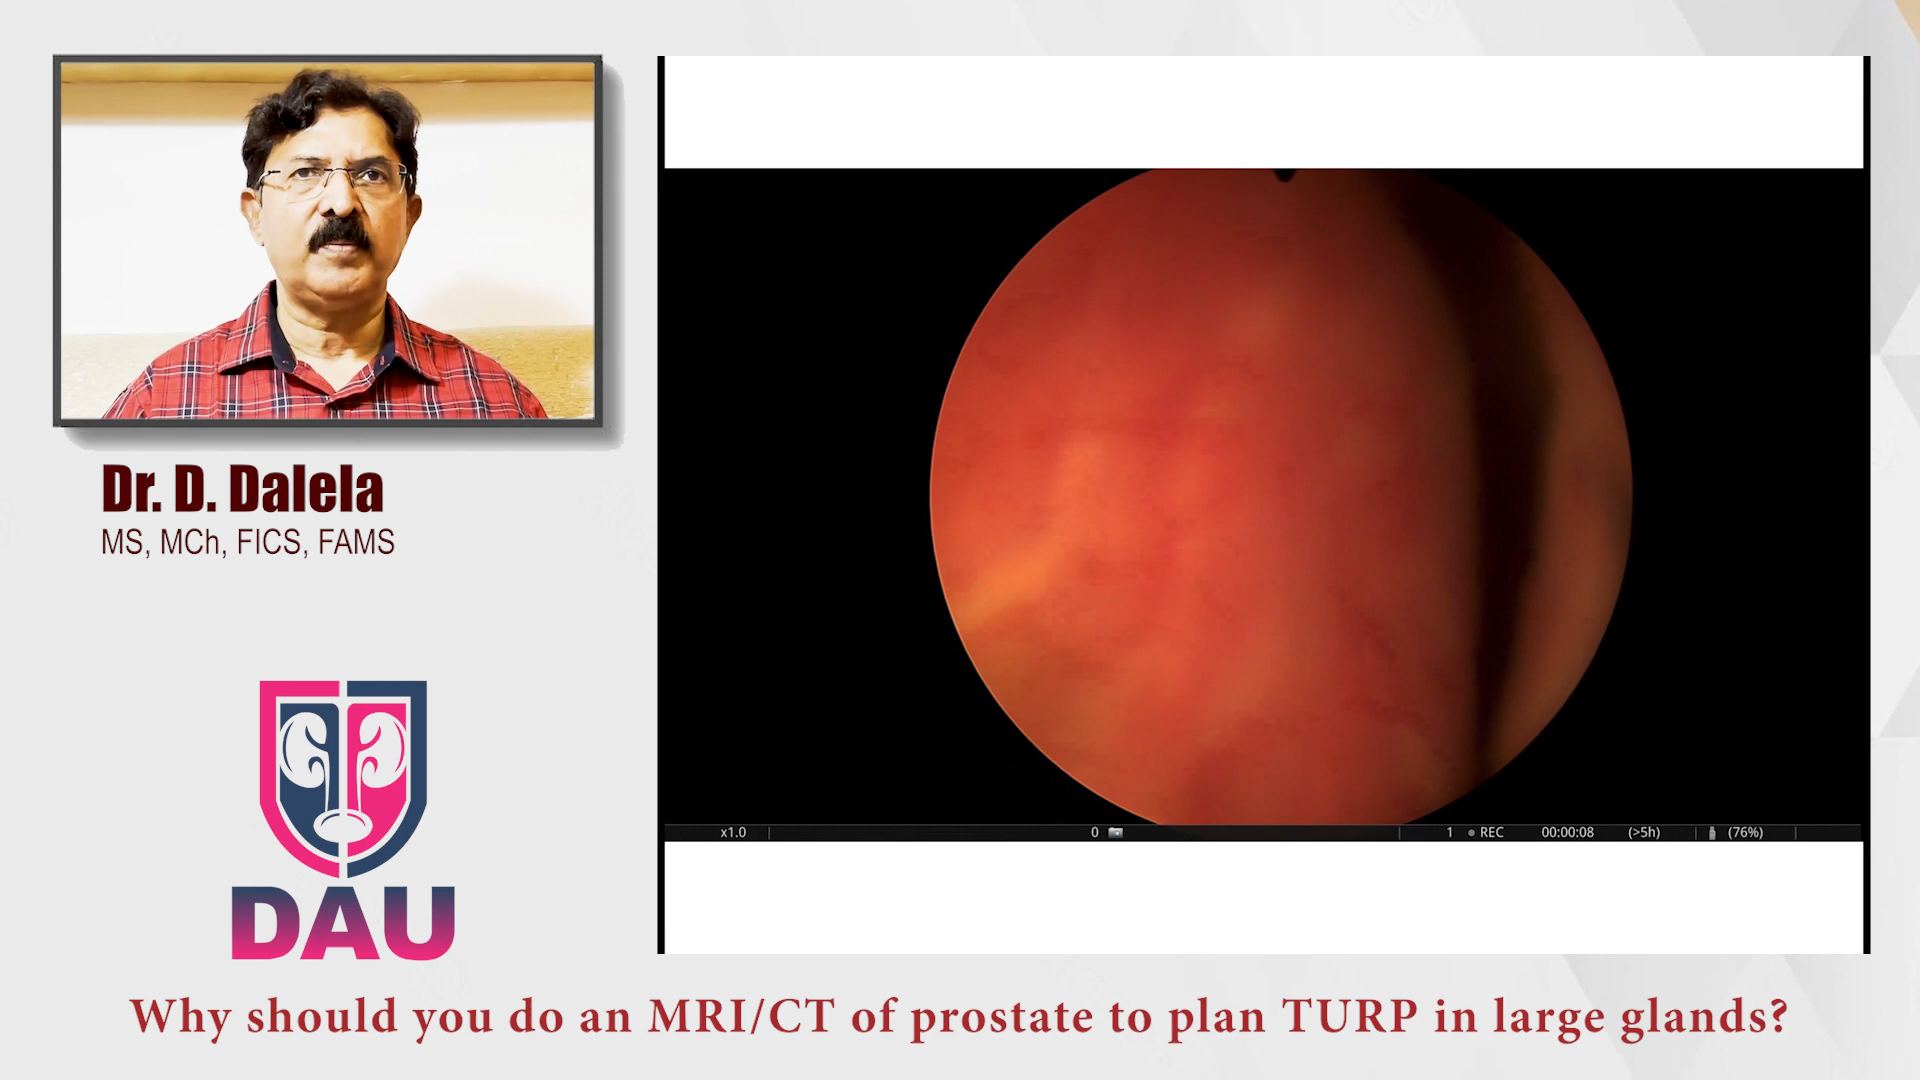 Dr. D. Dalela
MS, MCh, FICS, FAMS
DAU
x1.0 0 1 REC 00:00:08 (>5h) (76%)
Why should you do an MRI/CT of prostate to plan TURP in large glands?